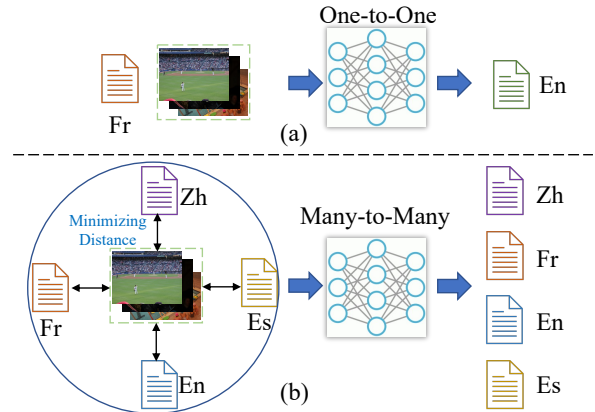 One-to-One
Fr
En
(a)
Zh
Minimizing
Distance
Fr
Es
En
Many-to-Many
Zh
Fr
En
Es
(b)